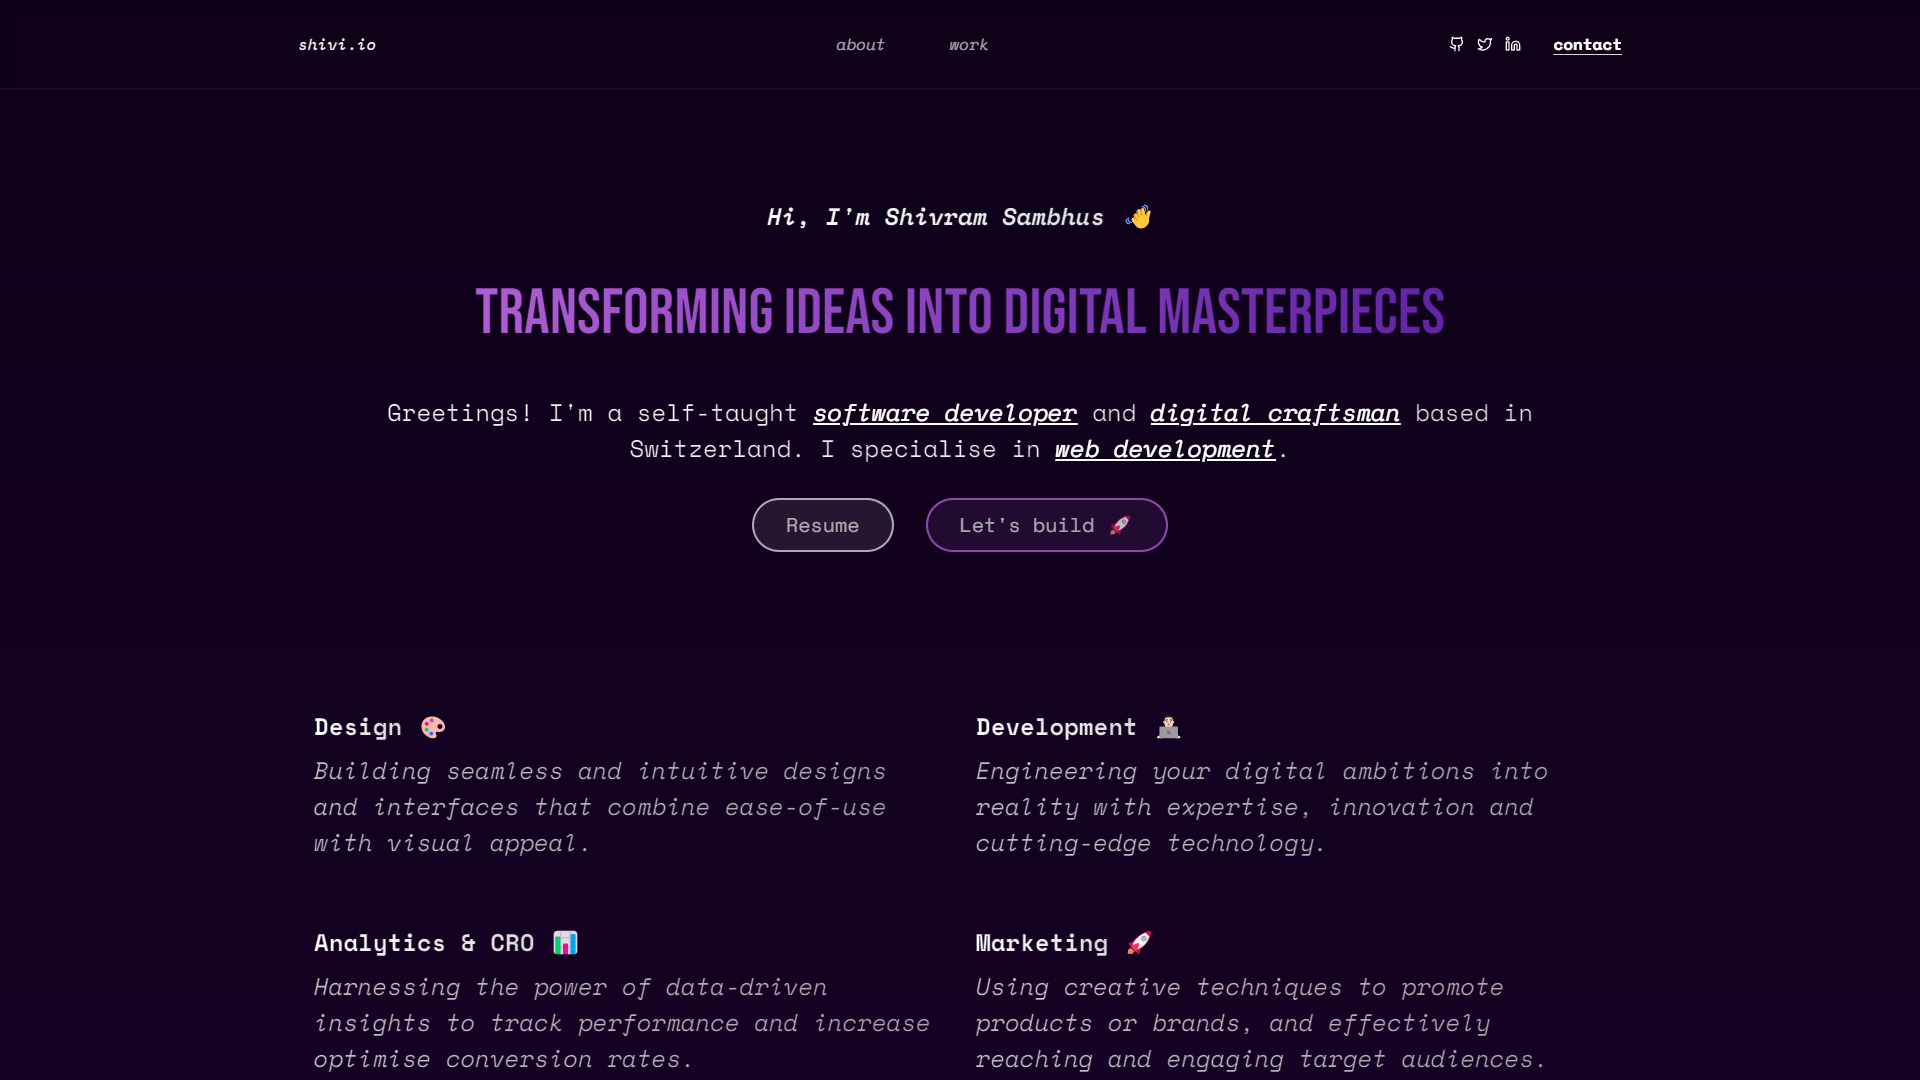 shivi.io
about
work
contact
Hi, I'm Shivram Sambhus 👋
TRANSFORMING IDEAS INTO DIGITAL MASTERPIECES
Greetings! I'm a self-taught software developer and digital craftsman based in
Switzerland. I specialise in web development.
Resume
Let's build 🚀
Design 🎨
Building seamless and intuitive designs
and interfaces that combine ease-of-use
with visual appeal.
Development 👨🏻‍💻
Engineering your digital ambitions into
reality with expertise, innovation and
cutting-edge technology.
Analytics & CRO 📊
Harnessing the power of data-driven
insights to track performance and increase
optimise conversion rates.
Marketing 🚀
Using creative techniques to promote
products or brands, and effectively
reaching and engaging target audiences.